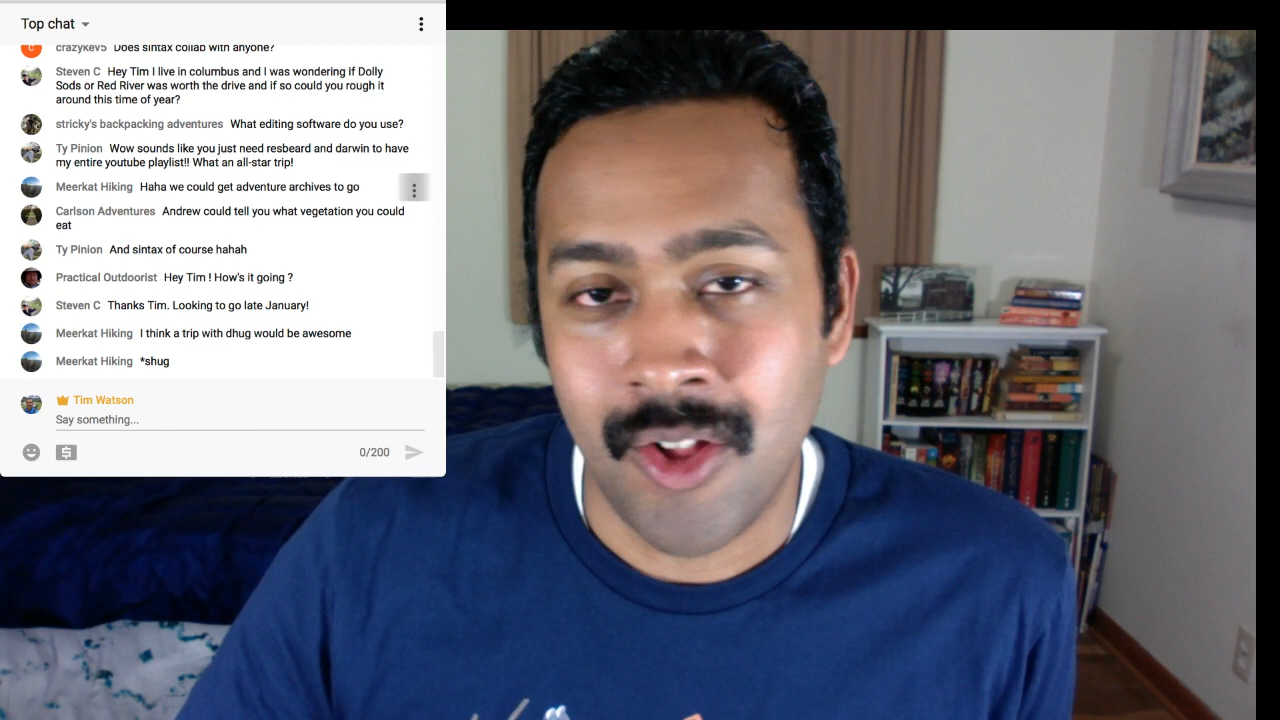 Top chat
crazykev5 Does sintax collab with anyone?
Steven C Hey Tim I live in columbus and I was wondering if Dolly
Sods or Red River was worth the drive and if so could you rough it
around this time of year?
stricky's backpacking adventures What editing software do you use?
Ty Pinion Wow sounds like you just need resbeard and darwin to have
my entire youtube playlist!! What an all-star trip!
Meerkat Hiking Haha we could get adventure archives to go
Carlson Adventures Andrew could tell you what vegetation you could
eat
Ty Pinion And sintax of course hahah
Practical Outdoorist Hey Tim ! How's it going ?
Steven C Thanks Tim. Looking to go late January!
Meerkat Hiking I think a trip with dhug would be awesome
Meerkat Hiking *shug
Tim Watson
Say something...
0/200